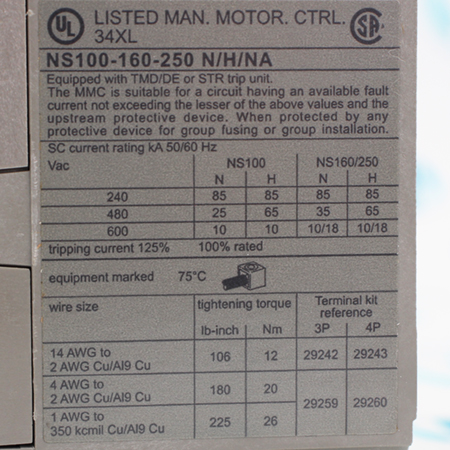 UL LISTED MAN. MOTOR. CTRL. SA
34XL
NS100-160-250 N/H/NA
Equipped with TMD/DE or STR trip unit.
The MMC is suitable for a circuit having an available fault
current not exceeding the lesser of the above values and the
upstream protective device. When protected by any
protective device for group fusing or group installation.
SC current rating kA 50/60 Hz
Vac NS100 NS160/250
N H N H
240 85 85 85 85
480 25 65 35 65
600 10 10 10/18 10/18
tripping current 125% 100% rated
equipment marked 75°C
wire size tightening torque Terminal kit
reference
lb-inch Nm 3P 4P
14 AWG to
2 AWG Cu/Al9 Cu 106 12 29242 29243
4 AWG to
2 AWG Cu/Al9 Cu 180 20
29259 29260
1 AWG to
350 kcmil Cu/Al9 Cu 225 26